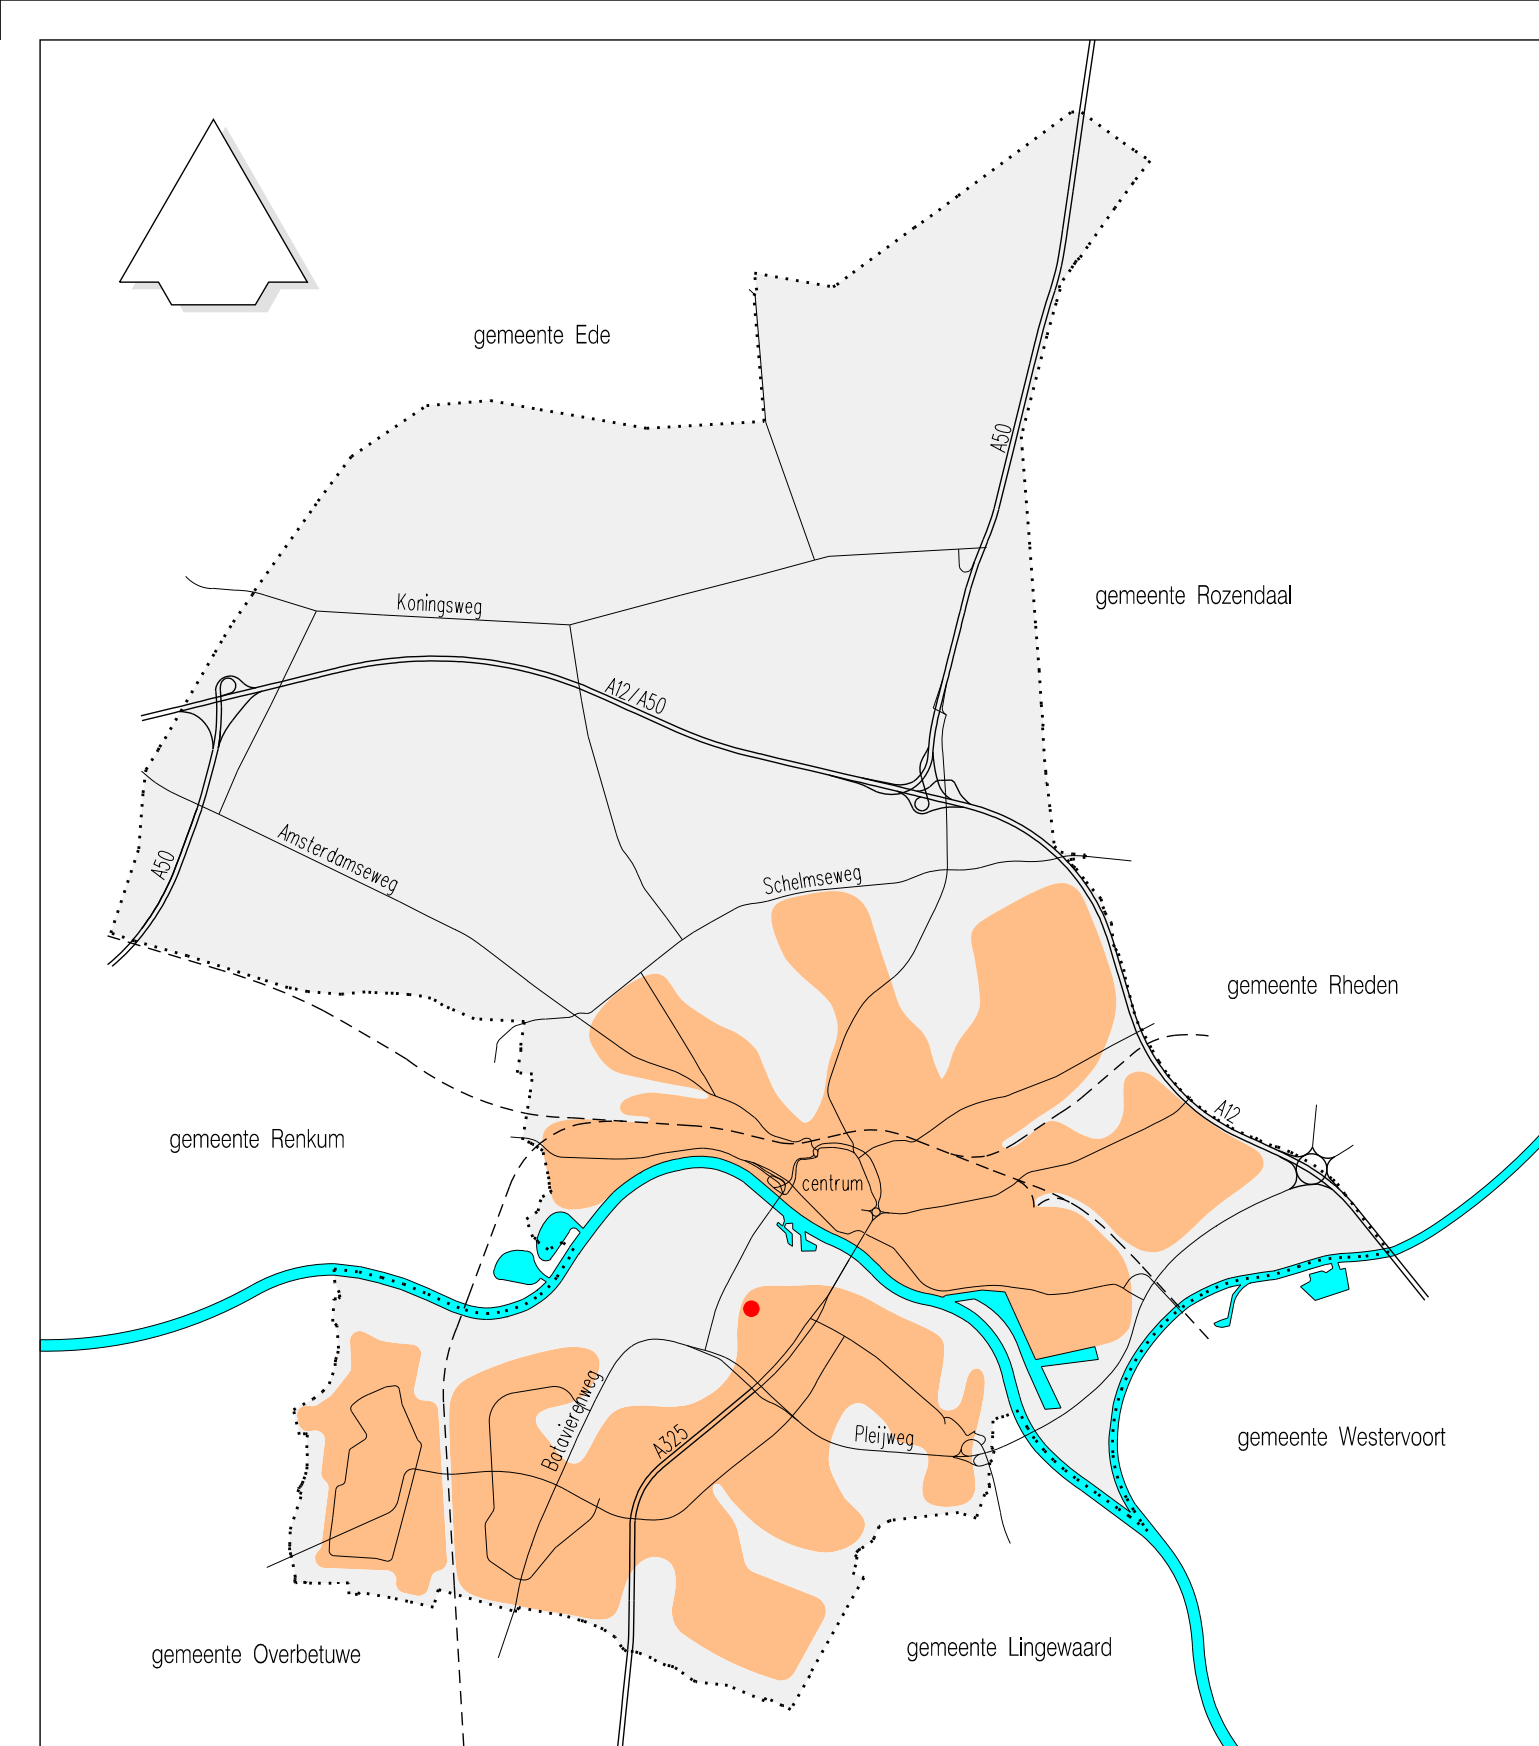 gemeente Ede
A50
gemeente Rozendaal
Koningsweg
A12/A50
Amsterdamseweg
A50
Schelmseweg
gemeente Rheden
A12
gemeente Renkum
centrum
Batavierenweg
A325
Pleijweg
gemeente Westervoort
gemeente Overbetuwe
gemeente Lingewaard